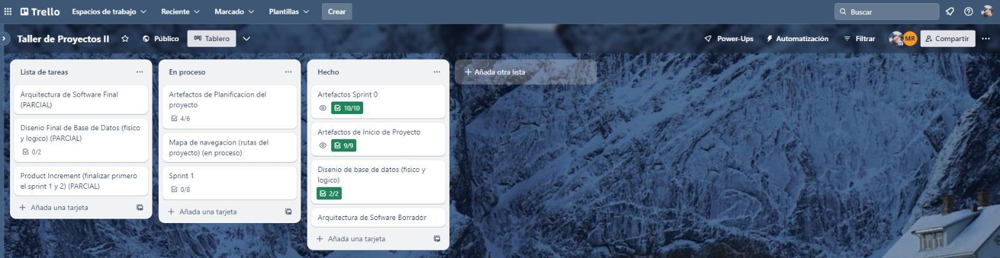 Trello
Espacios de trabajo
Reciente
Marcado
Plantillas
Crear
Buscar
Taller de Proyectos II
Público
Tablero
Power-Ups
Automatización
Filtrar
MR
Compartir
Lista de tareas
Arquitectura de Software Final
(PARCIAL)
Disenio Final de Base de Datos (fisico
y logico) (PARCIAL)
0/2
Product Increment (finalizar primero
el sprint 1 y 2) (PARCIAL)
Añada una tarjeta
En proceso
Artefactos de Planificacion del
proyecto
4/6
Mapa de navegacion (rutas del
proyecto) (en proceso)
Sprint 1
0/8
Añada una tarjeta
Hecho
Artefactos Sprint 0
10/10
Artefactos de Inicio de Proyecto
9/9
Disenio de base de datos (fisico y
logico)
2/2
Arquitectura de Sofware Borrador
Añada una tarjeta
Añada otra lista